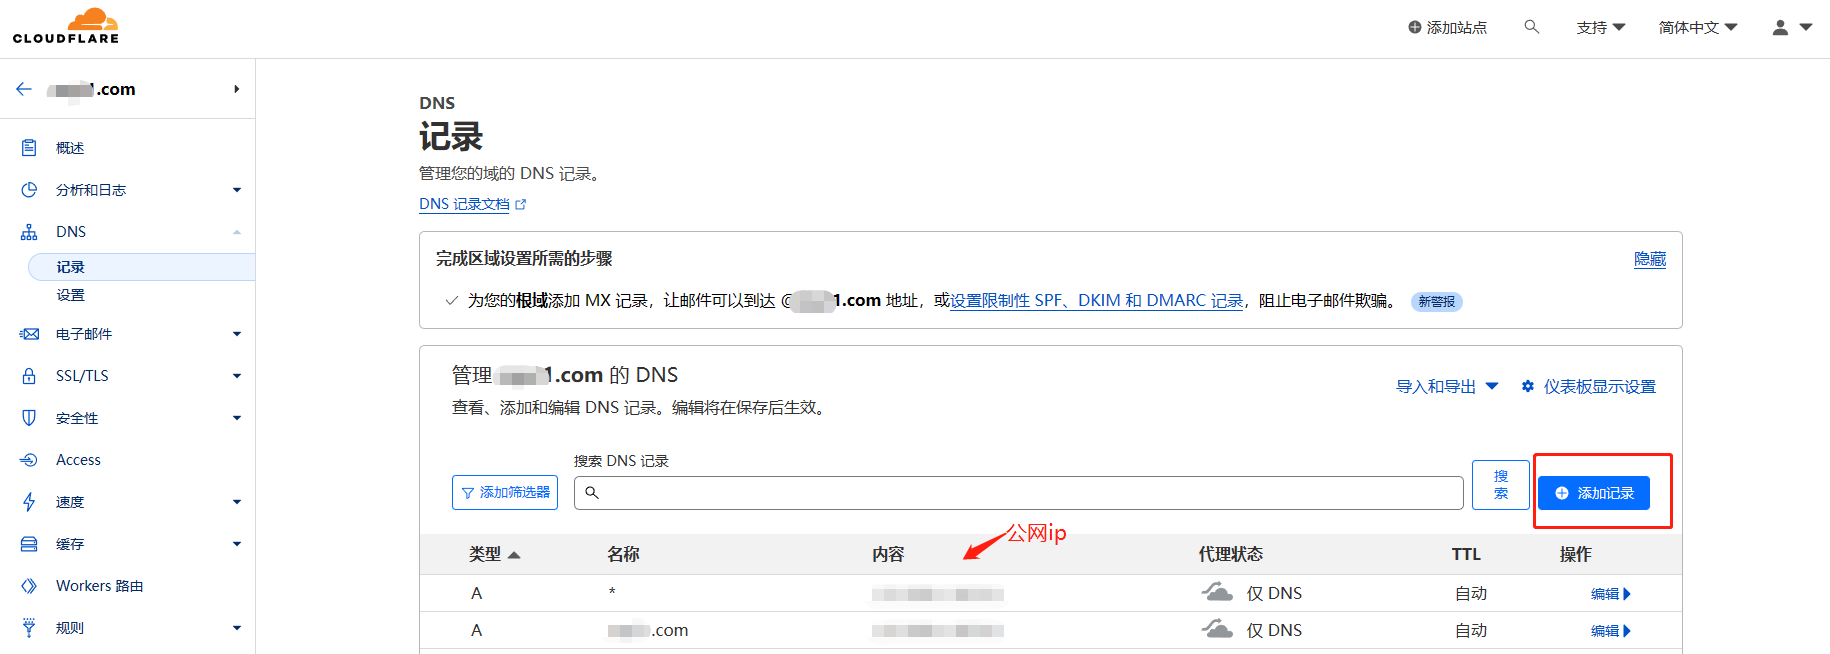 CLOUDFLARE
添加站点
支持
简体中文
.com
概述
分析和日志
DNS
记录
设置
电子邮件
SSL/TLS
安全性
Access
速度
缓存
Workers 路由
规则
DNS
记录
管理您的域的 DNS 记录。
DNS 记录文档
完成区域设置所需的步骤
隐藏
为您的根域添加 MX 记录，让邮件可以到达 @1.com 地址，或设置限制性 SPF、DKIM 和 DMARC 记录，阻止电子邮件欺骗。 新警报
管理1.com 的 DNS
导入和导出
仪表板显示设置
查看、添加和编辑 DNS 记录。编辑将在保存后生效。
搜索 DNS 记录
添加筛选器
搜
索
添加记录
公网ip
类型 名称 内容 代理状态 TTL 操作
A * 仅 DNS 自动 编辑
A .com 仅 DNS 自动 编辑